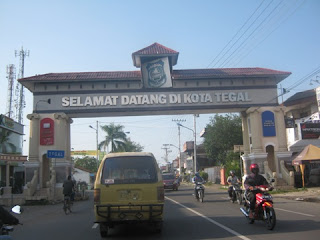 SELAMAT DATANG DI KOTA TEGAL